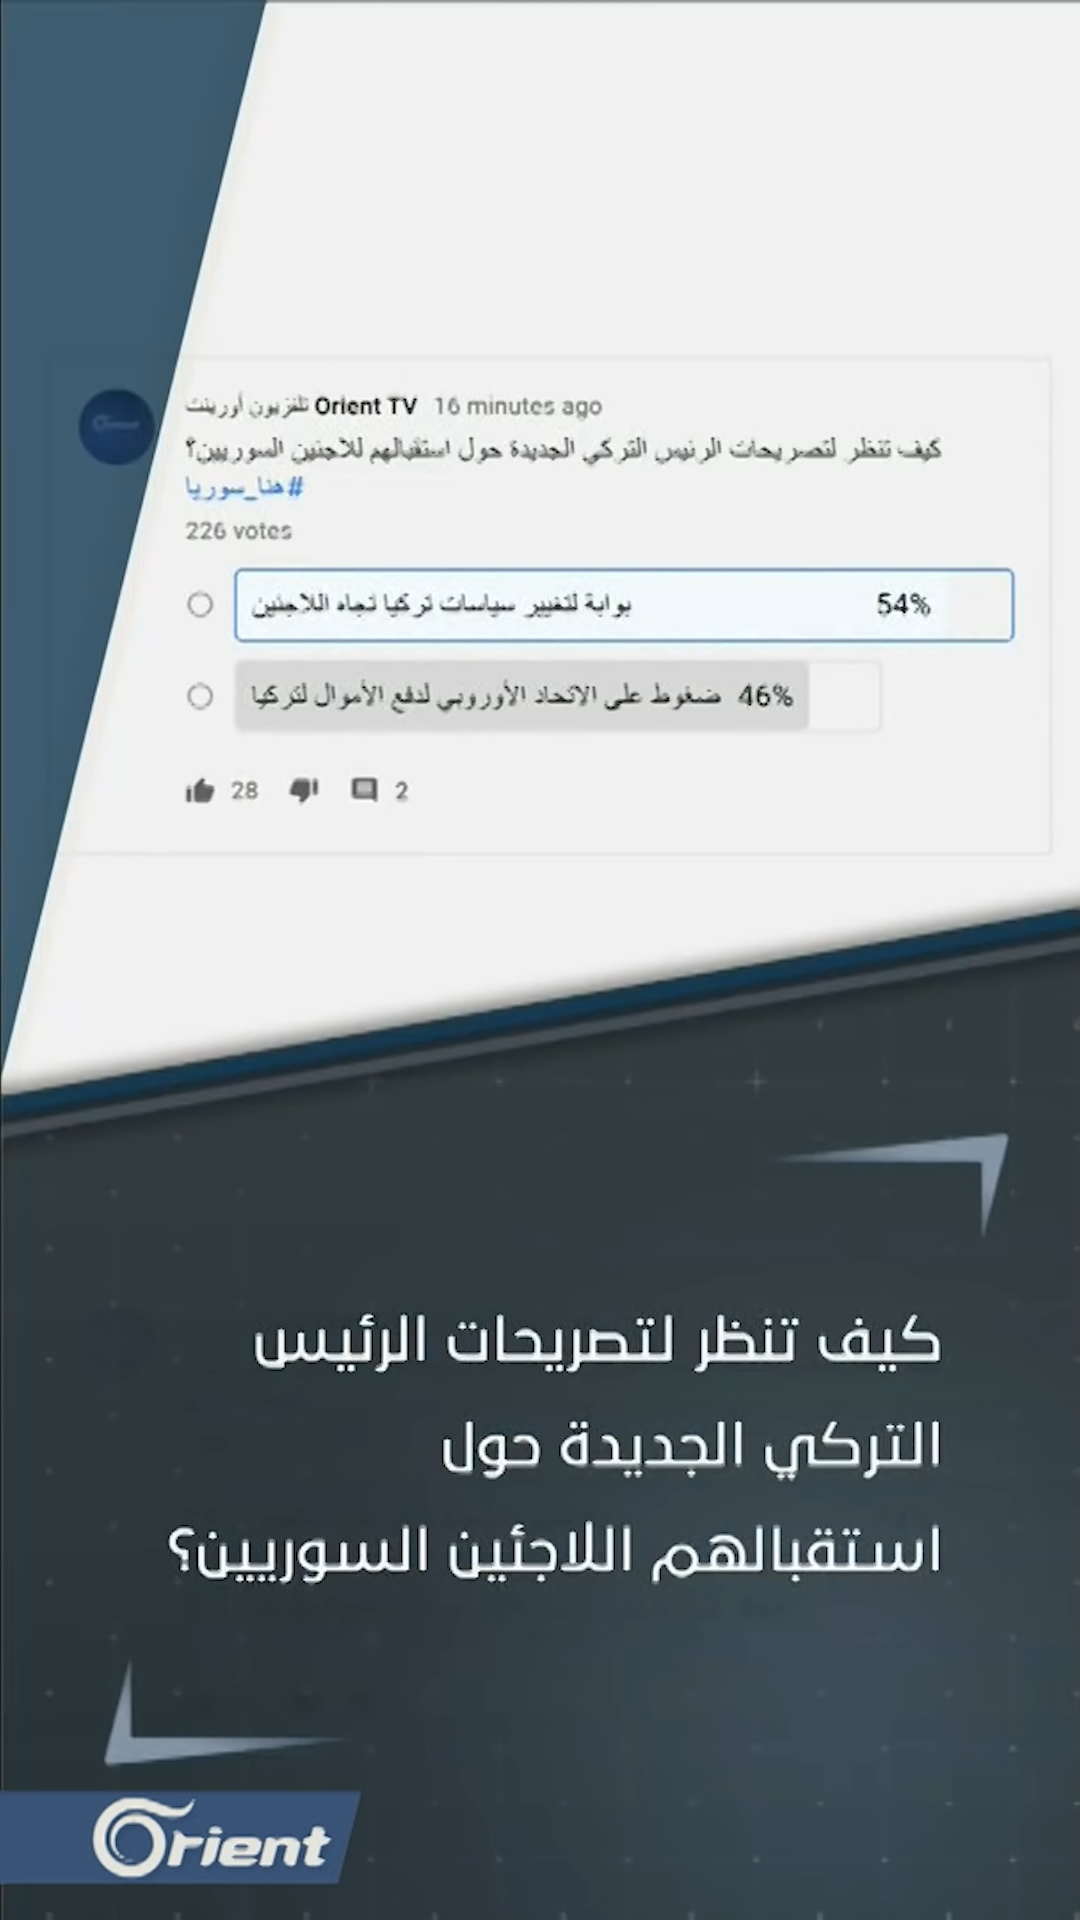 تلفزيون أورينت Orient TV 16 minutes ago
كيف تنظر لتصريحات الرئيس التركي الجديدة حول استقبالهم للاجئين السوريين؟
#هنا_سوريا
226 votes
بوابة لتغيير سياسات تركيا تجاه اللاجئين 54%
ضغوط على الاتحاد الأوروبي لدفع الأموال لتركيا 46%
28 2
كيف تنظر لتصريحات الرئيس
التركي الجديدة حول
استقبالهم اللاجئين السوريين؟
Orient